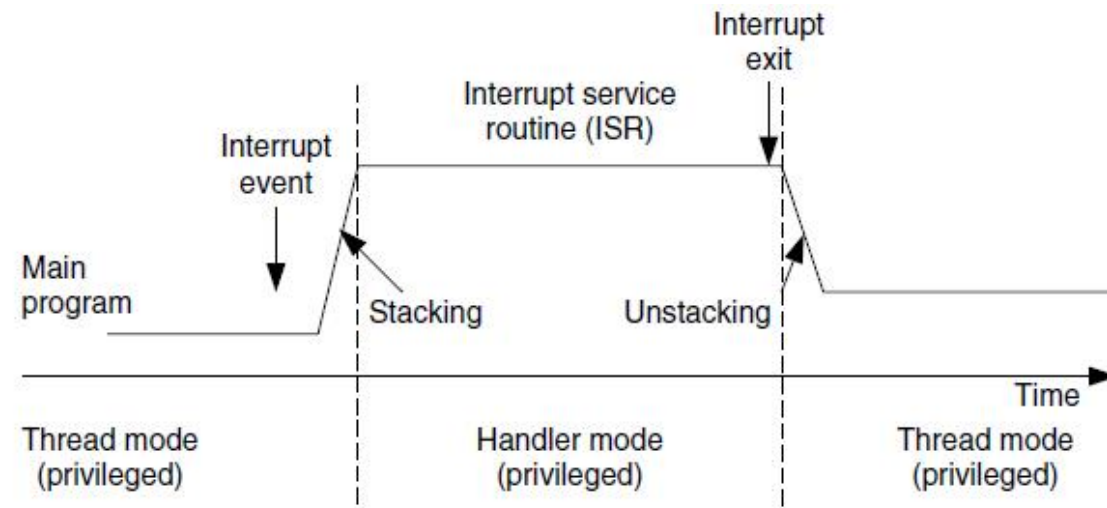 Interrupt
exit
Interrupt service
routine (ISR)
Interrupt
event
Main
program
Stacking
Unstacking
Time
Thread mode
(privileged)
Handler mode
(privileged)
Thread mode
(privileged)